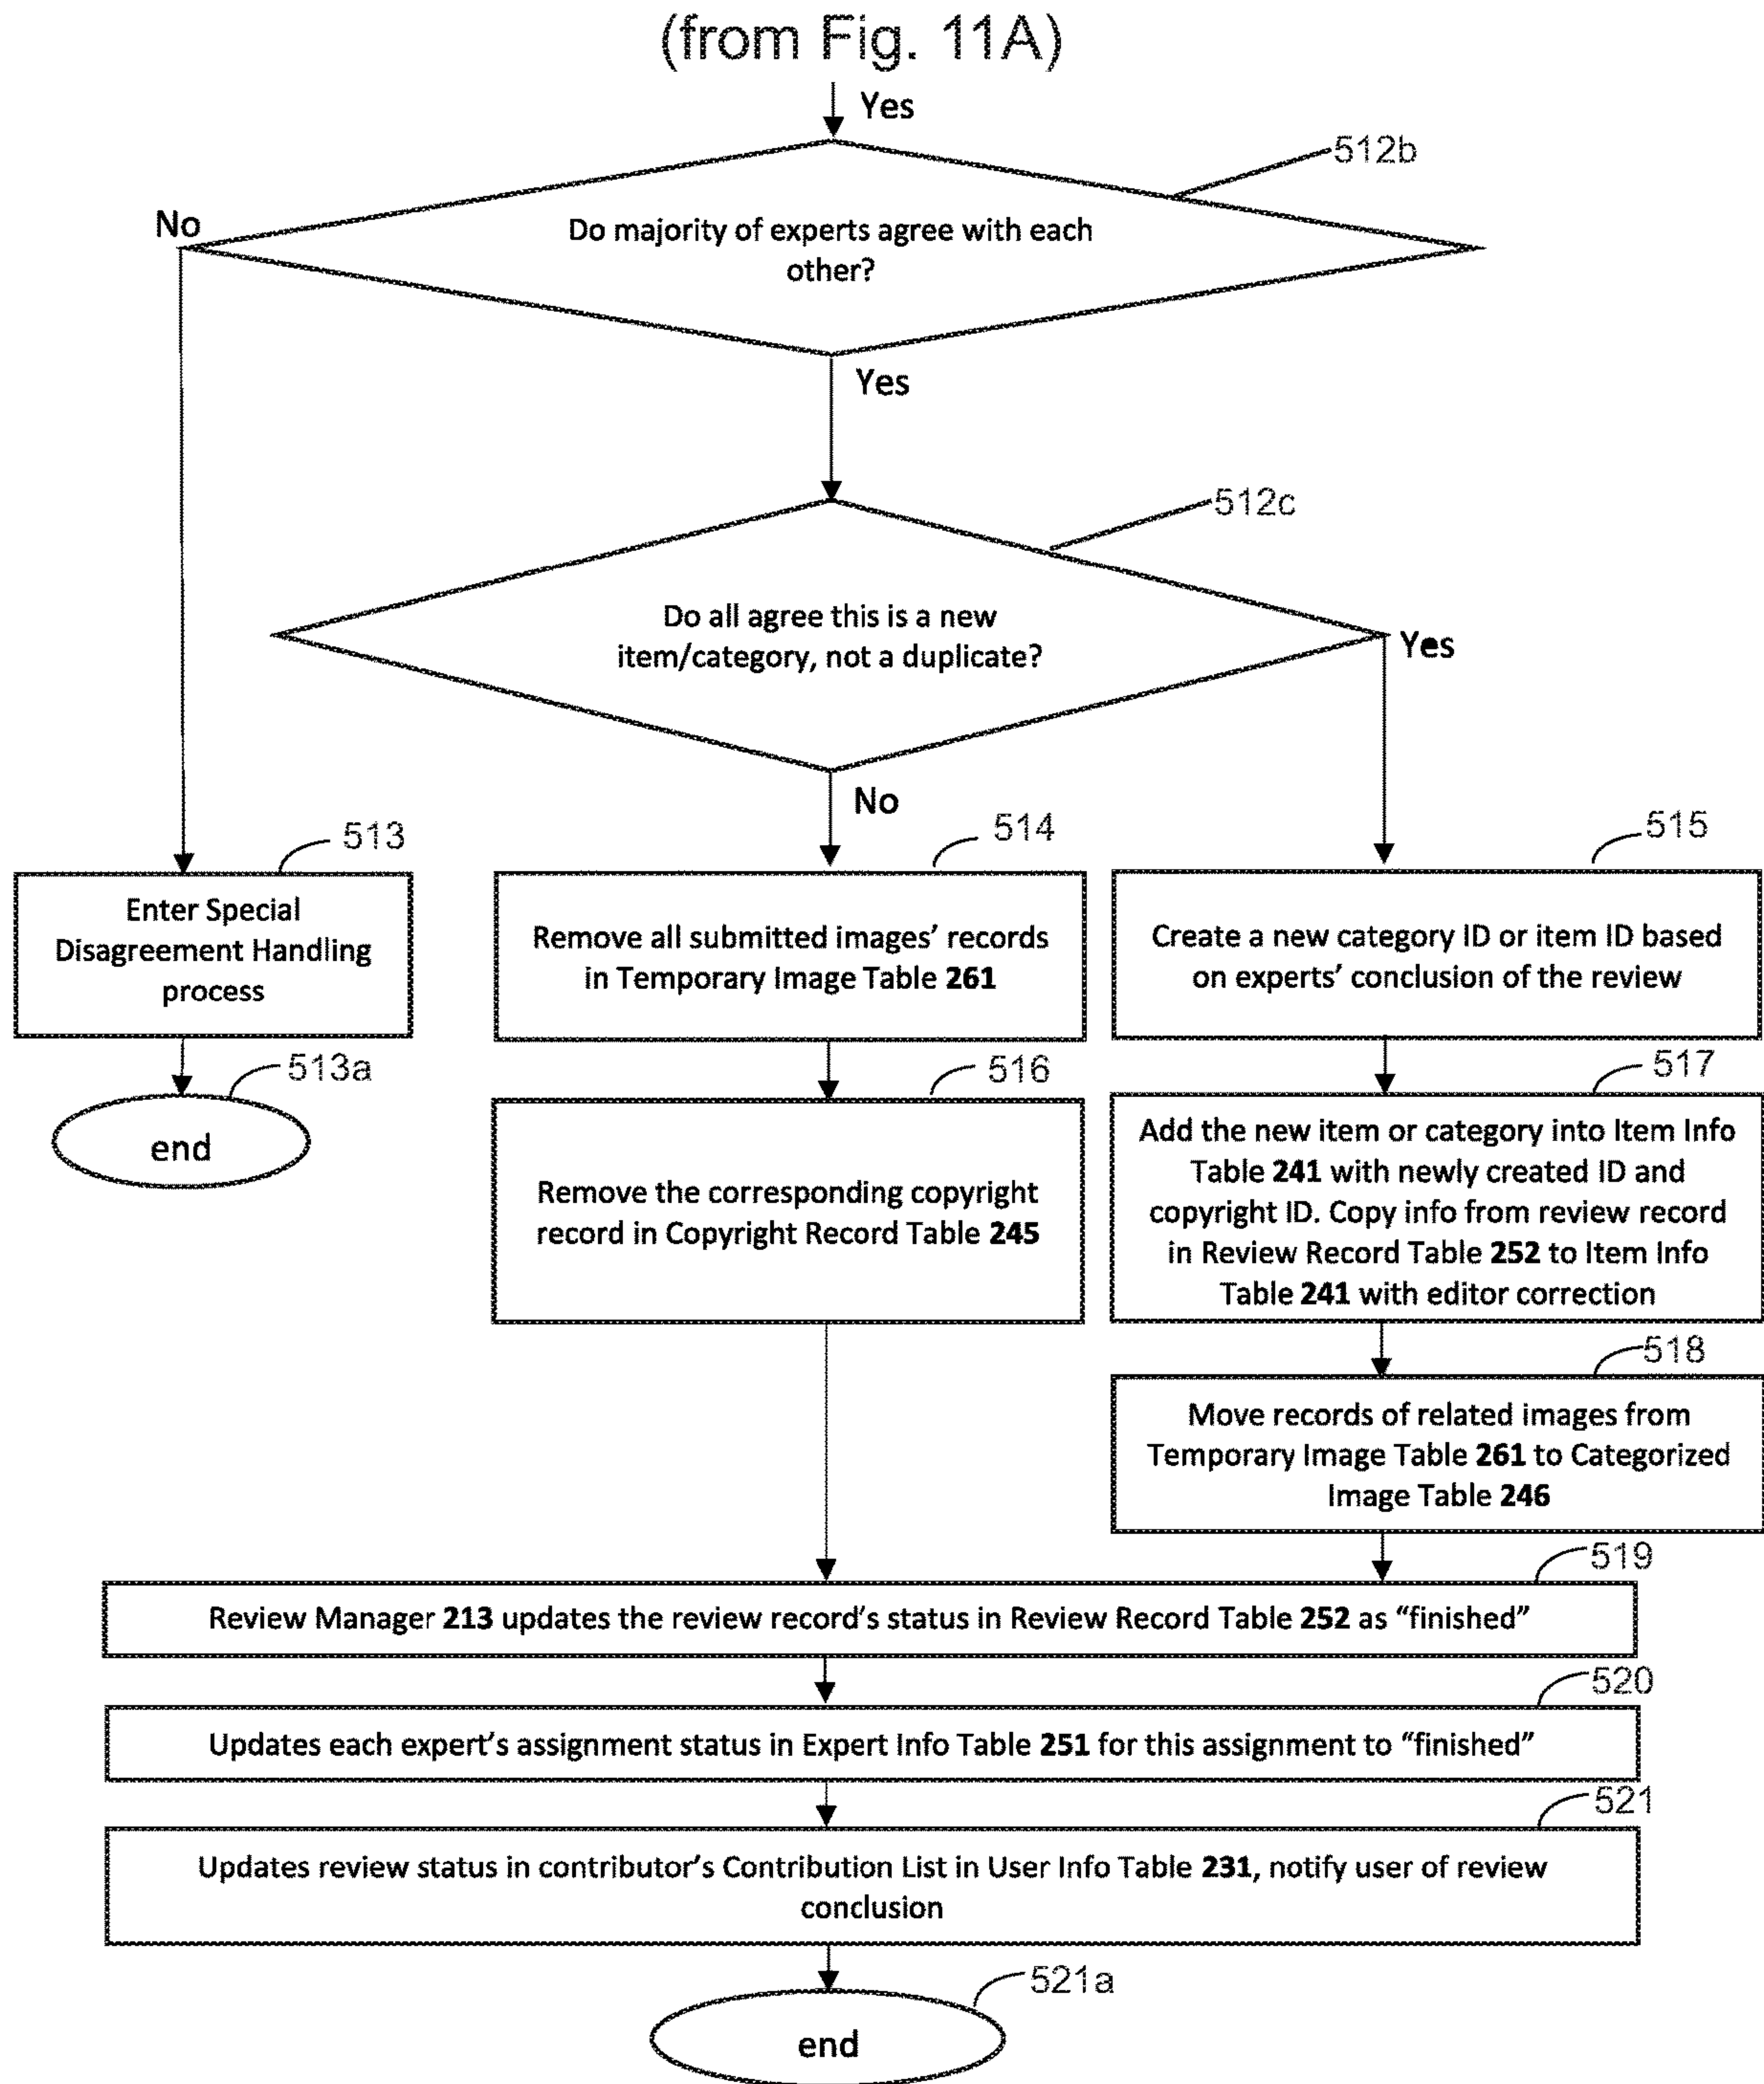 (from Fig. 11A)
Yes
512b
No
Do majority of experts agree with each
other?
Yes
512c
Do all agree this is a new
item/category, not a duplicate?
Yes
No
513
514
515
Enter Special
Disagreement Handling
process
Remove all submitted images’ records
in Temporary Image Table 261
Create a new category ID or item ID based
on experts’ conclusion of the review
513a
end
516
Remove the corresponding copyright
record in Copyright Record Table 245
517
Add the new item or category into Item Info
Table 241 with newly created ID and
copyright ID. Copy info from review record
in Review Record Table 252 to Item Info
Table 241 with editor correction
518
Move records of related images from
Temporary Image Table 261 to Categorized
Image Table 246
519
Review Manager 213 updates the review record’s status in Review Record Table 252 as “finished”
520
Updates each expert’s assignment status in Expert Info Table 251 for this assignment to “finished”
521
Updates review status in contributor’s Contribution List in User Info Table 231, notify user of review
conclusion
521a
end